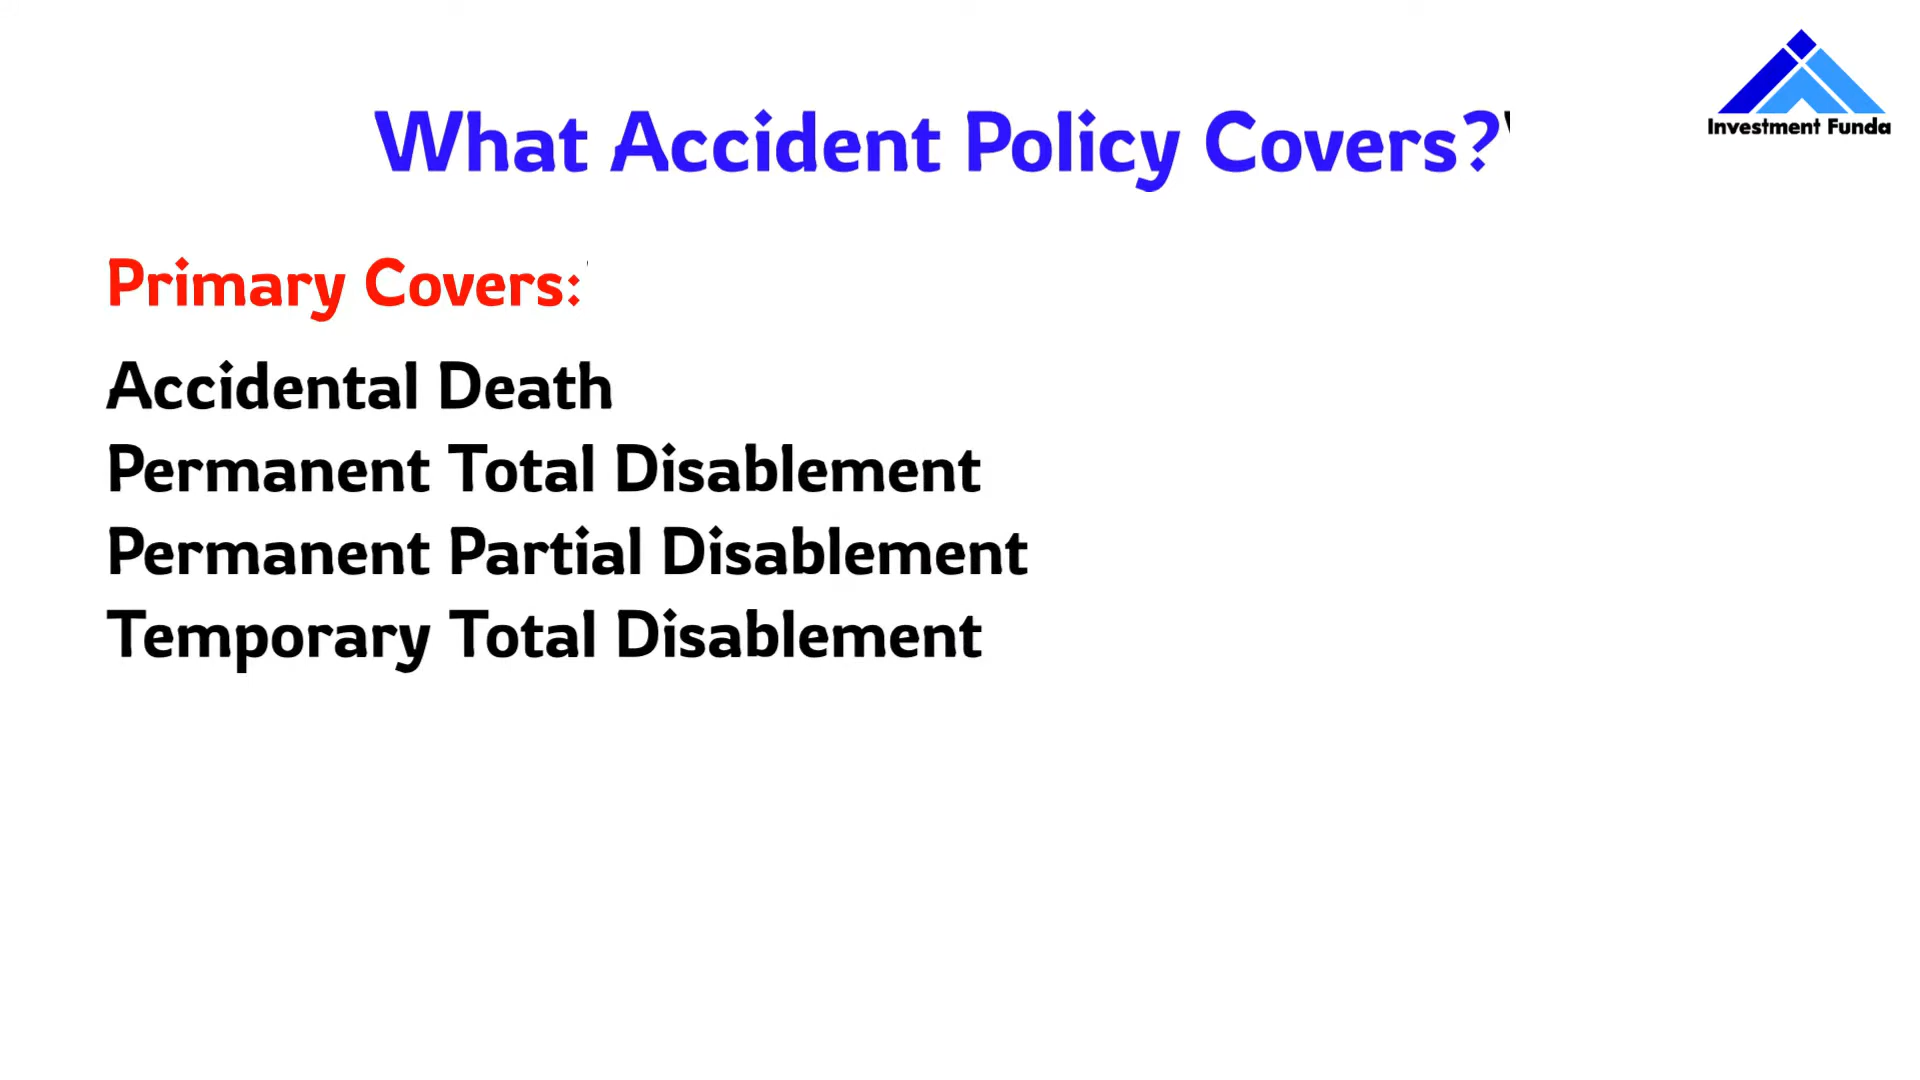 Investment Funda
What Accident Policy Covers?
Primary Covers:
Accidental Death
Permanent Total Disablement
Permanent Partial Disablement
Temporary Total Disablement